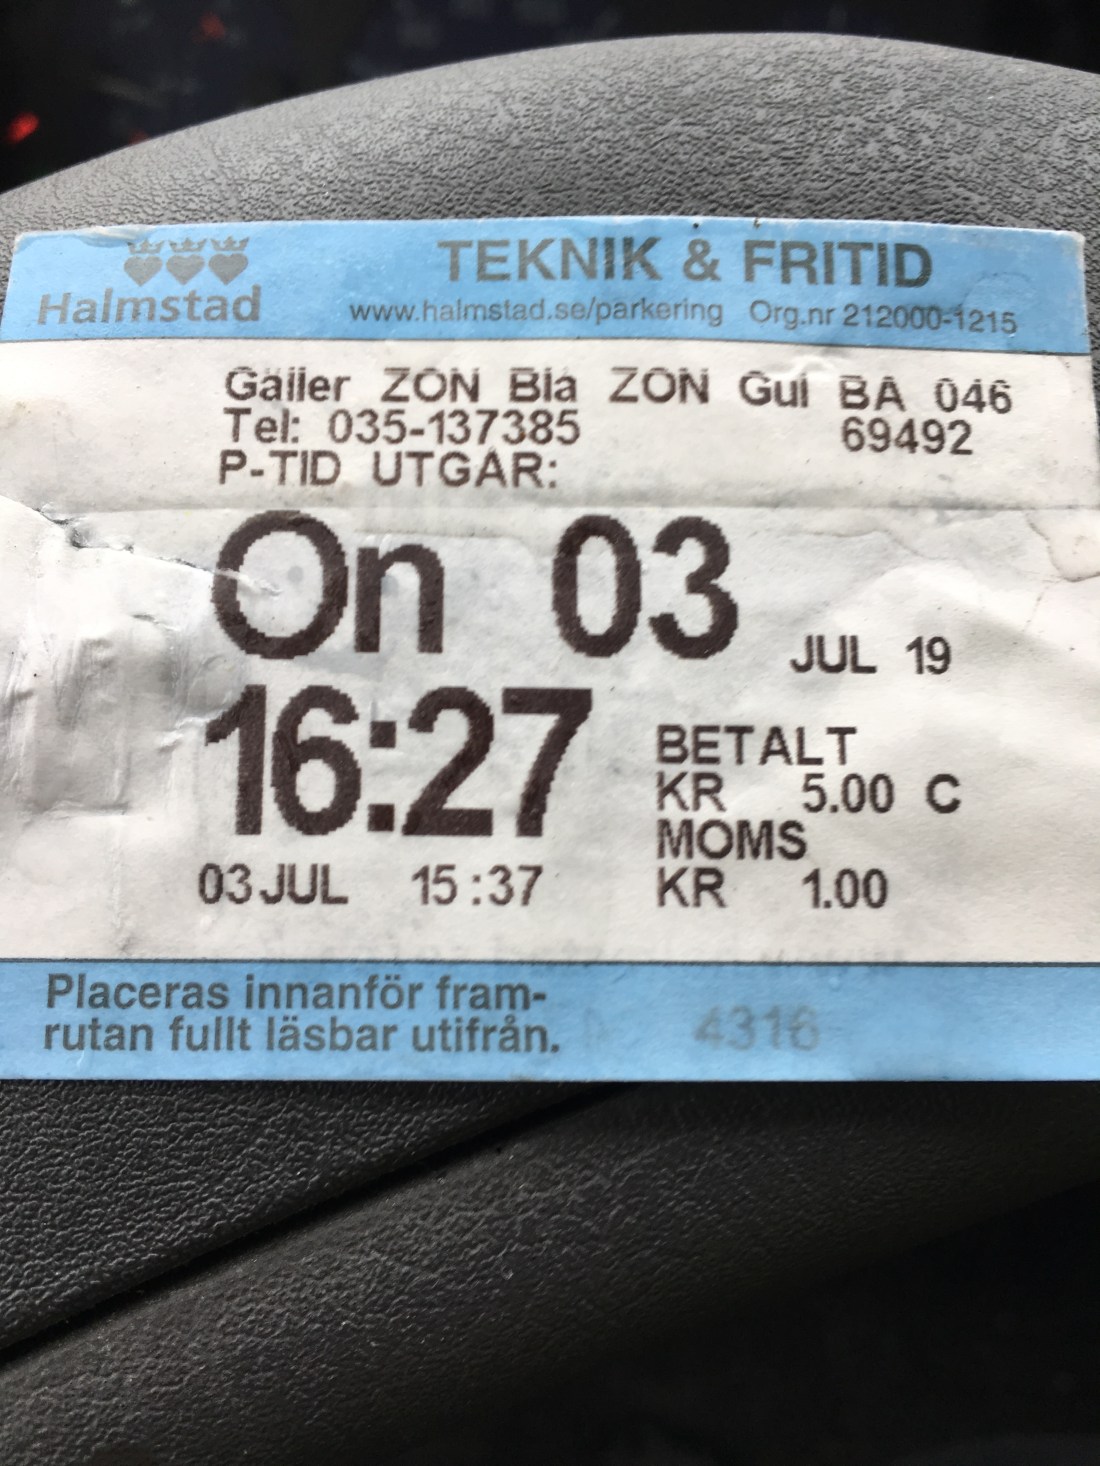 Halmstad
TEKNIK & FRITID
www.halmstad.se/parkering Org.nr 212000-1215
Gäller ZON Blå ZON Gul BA 046
Tel: 035-137385 69492
P-TID UTGÅR:
On 03 JUL 19
16:27
BETALT
KR 5.00 C
MOMS
KR 1.00
03 JUL 15:37
Placeras innanför fram-
rutan fullt läsbar utifrån.
4316